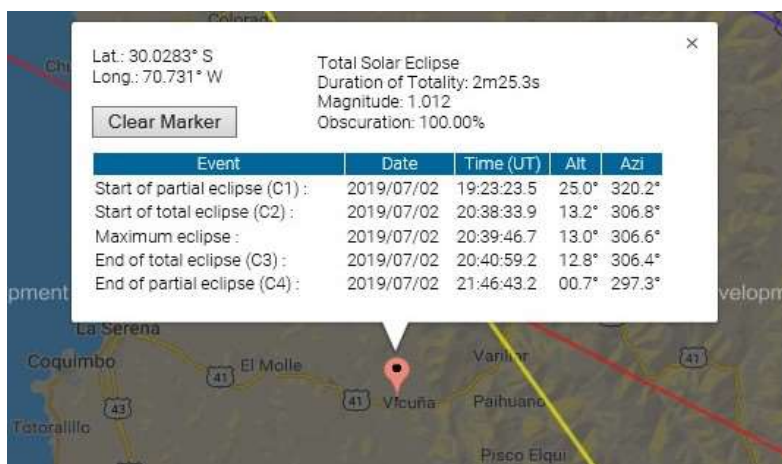 Colorad
Chi
×
Lat.: 30.0283° S
Long.: 70.731° W
Total Solar Eclipse
Duration of Totality: 2m25.3s
Magnitude: 1.012
Obscuration: 100.00%
Clear Marker
Event Date Time (UT) Alt Azi
Start of partial eclipse (C1) : 2019/07/02 19:23:23.5 25.0° 320.2°
Start of total eclipse (C2) : 2019/07/02 20:38:33.9 13.2° 306.8°
Maximum eclipse : 2019/07/02 20:39:46.7 13.0° 306.6°
End of total eclipse (C3) : 2019/07/02 20:40:59.2 12.8° 306.4°
End of partial eclipse (C4) : 2019/07/02 21:46:43.2 00.7° 297.3°
pment
velopm
La Serena
Coquimbo
El Molle
Varillar
41
41
41
Vicuña
Paihuano
43
Totoralillo
Pisco Elqui